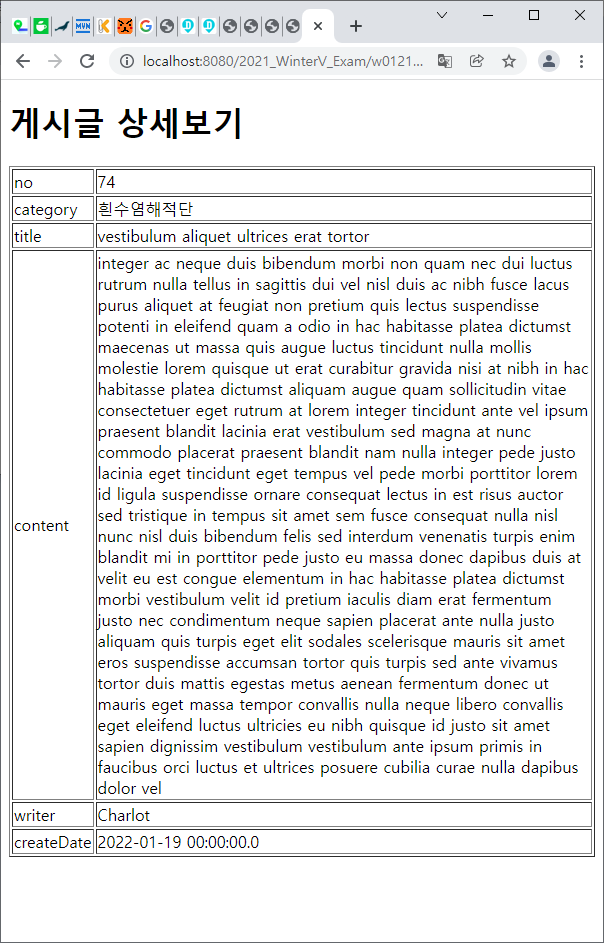 MVN
localhost:8080/2021_WinterV_Exam/w0121...
게시글 상세보기
no 74
category 흰수염해적단
title vestibulum aliquet ultrices erat tortor
integer ac neque duis bibendum morbi non quam nec dui luctus
rutrum nulla tellus in sagittis dui vel nisl duis ac nibh fusce lacus
purus aliquet at feugiat non pretium quis lectus suspendisse
potenti in eleifend quam a odio in hac habitasse platea dictumst
maecenas ut massa quis augue luctus tincidunt nulla mollis
molestie lorem quisque ut erat curabitur gravida nisi at nibh in hac
habitasse platea dictumst aliquam augue quam sollicitudin vitae
consectetuer eget rutrum at lorem integer tincidunt ante vel ipsum
praesent blandit lacinia erat vestibulum sed magna at nunc
commodo placerat praesent blandit nam nulla integer pede justo
lacinia eget tincidunt eget tempus vel pede morbi porttitor lorem
id ligula suspendisse ornare consequat lectus in est risus auctor
sed tristique in tempus sit amet sem fusce consequat nulla nisl
content nunc nisl duis bibendum felis sed interdum venenatis turpis enim
blandit mi in porttitor pede justo eu massa donec dapibus duis at
velit eu est congue elementum in hac habitasse platea dictumst
morbi vestibulum velit id pretium iaculis diam erat fermentum
justo nec condimentum neque sapien placerat ante nulla justo
aliquam quis turpis eget elit sodales scelerisque mauris sit amet
eros suspendisse accumsan tortor quis turpis sed ante vivamus
tortor duis mattis egestas metus aenean fermentum donec ut
mauris eget massa tempor convallis nulla neque libero convallis
eget eleifend luctus ultricies eu nibh quisque id justo sit amet
sapien dignissim vestibulum vestibulum ante ipsum primis in
faucibus orci luctus et ultrices posuere cubilia curae nulla dapibus
dolor vel
writer Charlot
createDate 2022-01-19 00:00:00.0